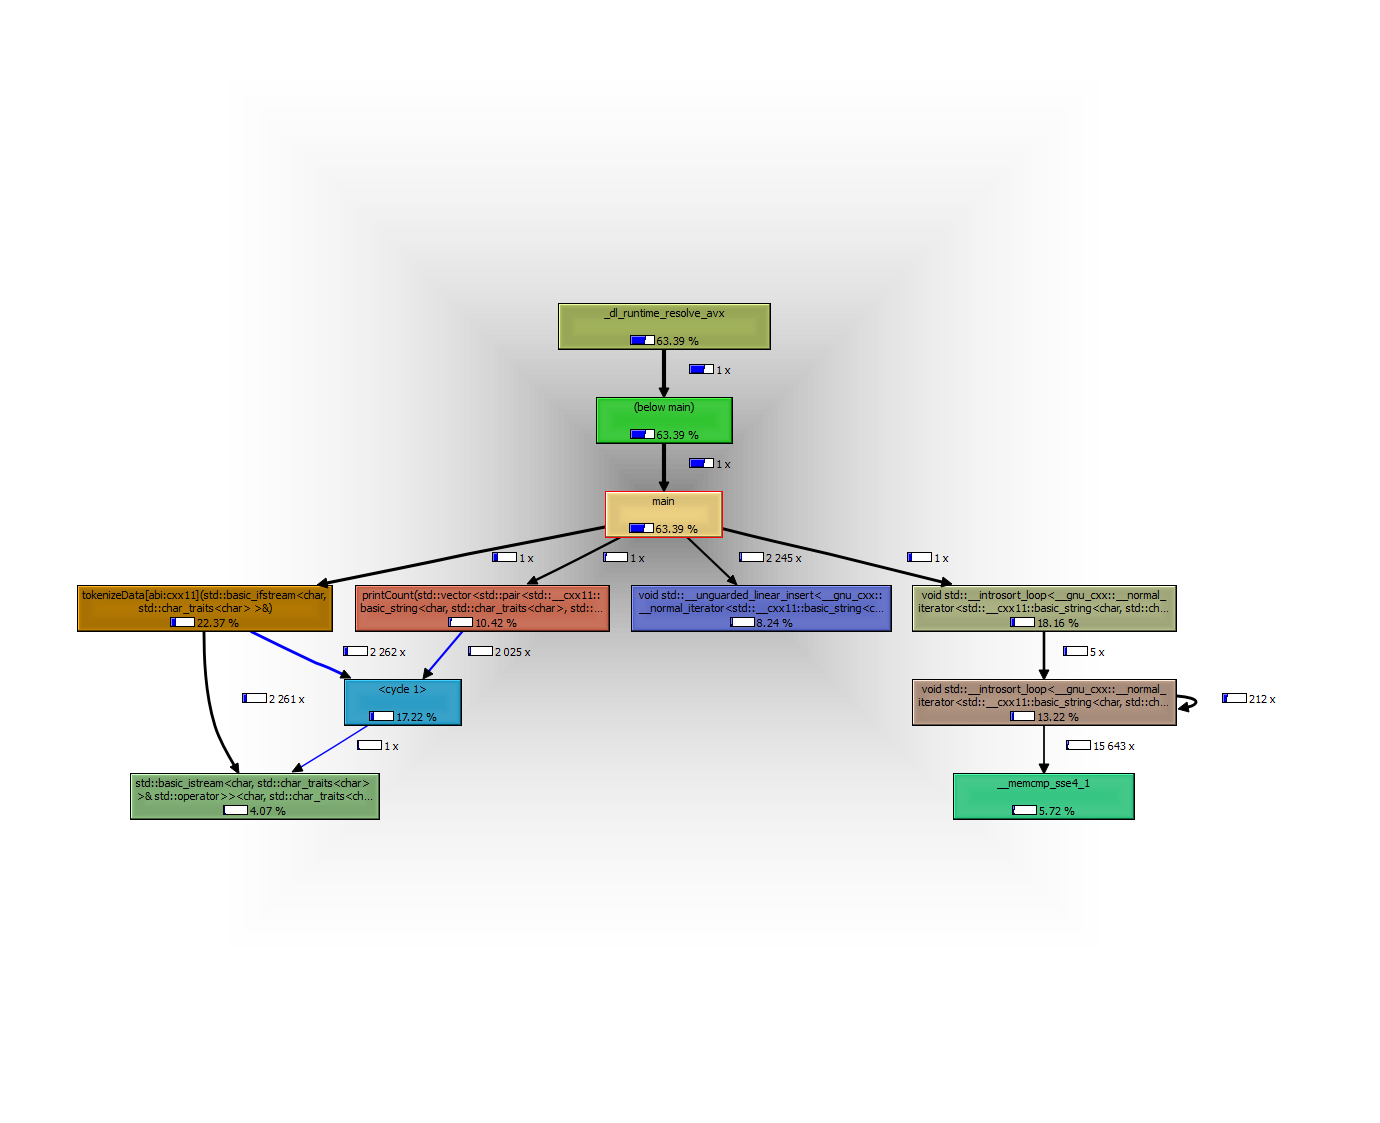 _dl_runtime_resolve_avx
63.39 %
1 x
(below main)
63.39 %
1 x
main
63.39 %
1 x
1 x
2 245 x
1 x
tokenizeData[abi:cxx11](std::basic_ifstream<char,
std::char_traits<char> >&)
22.37 %
printCount(std::vector<std::pair<std::__cxx11::
basic_string<char, std::char_traits<char>, std::...
10.42 %
void std::__unguarded_linear_insert<__gnu_cxx::
__normal_iterator<std::__cxx11::basic_string<c...
8.24 %
void std::__introsort_loop<__gnu_cxx::__normal_
iterator<std::__cxx11::basic_string<char, std::ch...
18.16 %
2 262 x
2 025 x
5 x
2 261 x
<cycle 1>
17.22 %
void std::__introsort_loop<__gnu_cxx::__normal_
iterator<std::__cxx11::basic_string<char, std::ch...
13.22 %
212 x
1 x
15 643 x
std::basic_istream<char, std::char_traits<char>
>& std::operator>><char, std::char_traits<ch...
4.07 %
__memcmp_sse4_1
5.72 %